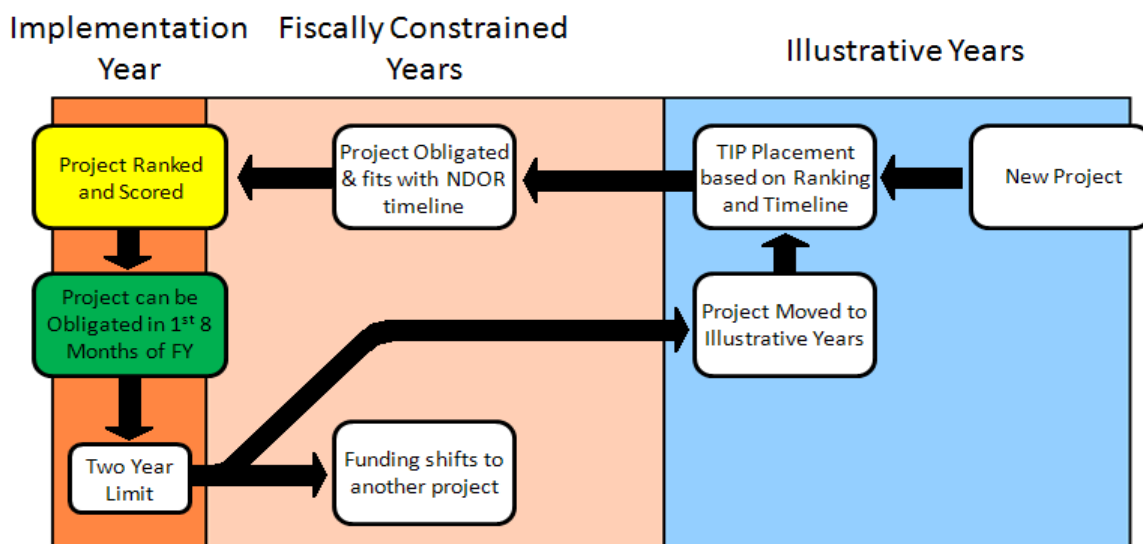 Implementation
Year
Fiscally Constrained
Years
Illustrative Years
Project Ranked
and Scored
Project Obligated
& fits with NDOR
timeline
TIP Placement
based on Ranking
and Timeline
New Project
Project can be
Obligated in 1st 8
Months of FY
Project Moved to
Illustrative Years
Two Year
Limit
Funding shifts to
another project